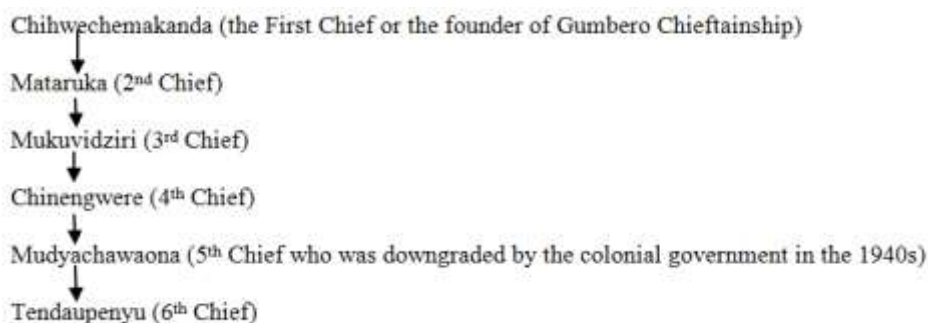 Chihwechemakanda (the First Chief or the founder of Gumbero Chieftainship)
Mataruka (2nd Chief)
Mukuvidziri (3rd Chief)
Chinengwere (4th Chief)
Mudyachawaona (5th Chief who was downgraded by the colonial government in the 1940s)
Tendaupenyu (6th Chief)